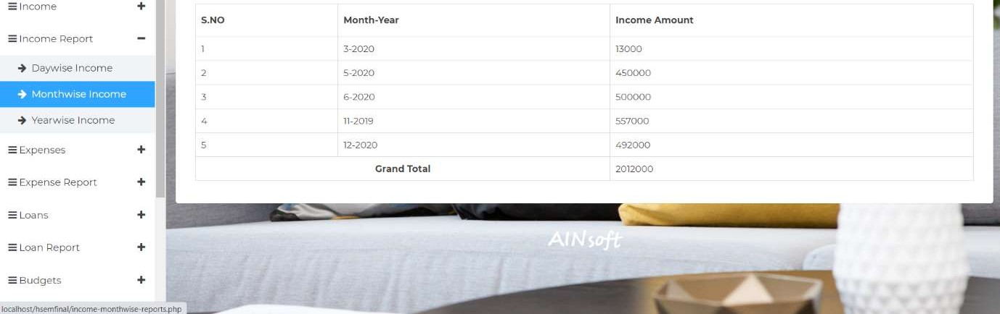 Income
Income Report
Daywise Income
Monthwise Income
Yearwise Income
Expenses
Expense Report
Loans
Loan Report
Budgets
localhost/hsemfinal/income-monthwise-reports.php
S.NO Month-Year Income Amount
1 3-2020 13000
2 5-2020 450000
3 6-2020 500000
4 11-2019 557000
5 12-2020 492000
Grand Total 2012000
AINsoft